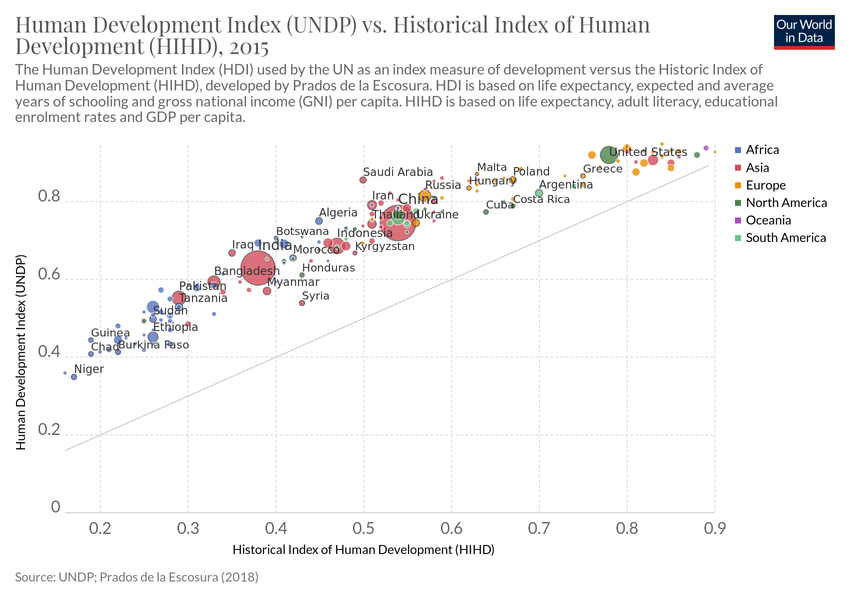 Human Development Index (UNDP) vs. Historical Index of Human
Development (HIHD), 2015
Our World
in Data
The Human Development Index (HDI) used by the UN as an index measure of development versus the Historic Index of
Human Development (HIHD), developed by Prados de la Escosura. HDI is based on life expectancy, expected and average
years of schooling and gross national income (GNI) per capita. HIHD is based on life expectancy, adult literacy, educational
enrolment rates and GDP per capita.
Africa
Asia
Europe
North America
Oceania
South America
United States
Malta
Poland
Greece
Saudi Arabia
Hungary
Russia
Argentina
Iran
China
Costa Rica
Cuba
Algeria
Thailand
Ukraine
Botswana
Indonesia
Iraq
India
Morocco
Kyrgyzstan
Bangladesh
Honduras
Myanmar
Pakistan
Tanzania
Syria
Sudan
Ethiopia
Guinea
Chad
Burkina Faso
Niger
0.8
0.6
0.4
0.2
0
Human Development Index (UNDP)
0.2
0.3
0.4
0.5
0.6
0.7
0.8
0.9
Historical Index of Human Development (HIHD)
Source: UNDP; Prados de la Escosura (2018)